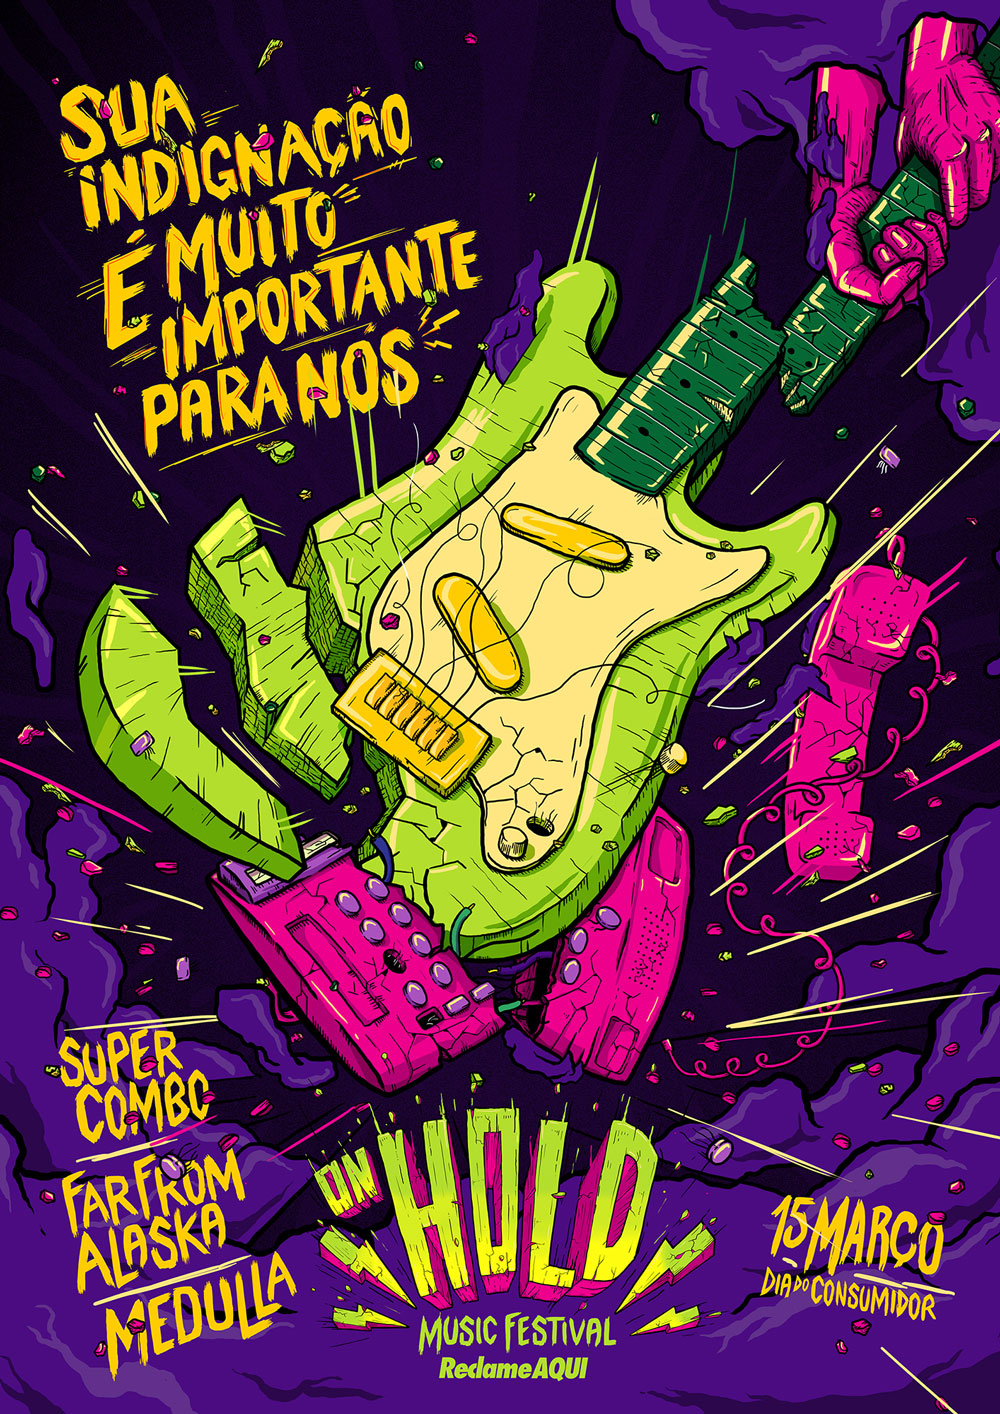 SUA
INDIGNAÇÃO
É MUITO
IMPORTANTE
PARA NÓS
SUPER
COMBO
FAR FROM
ALASKA
MEDULLA
ON HOLD
MUSIC FESTIVAL
ReclameAQUI
15 MARÇO
DIA DO CONSUMIDOR